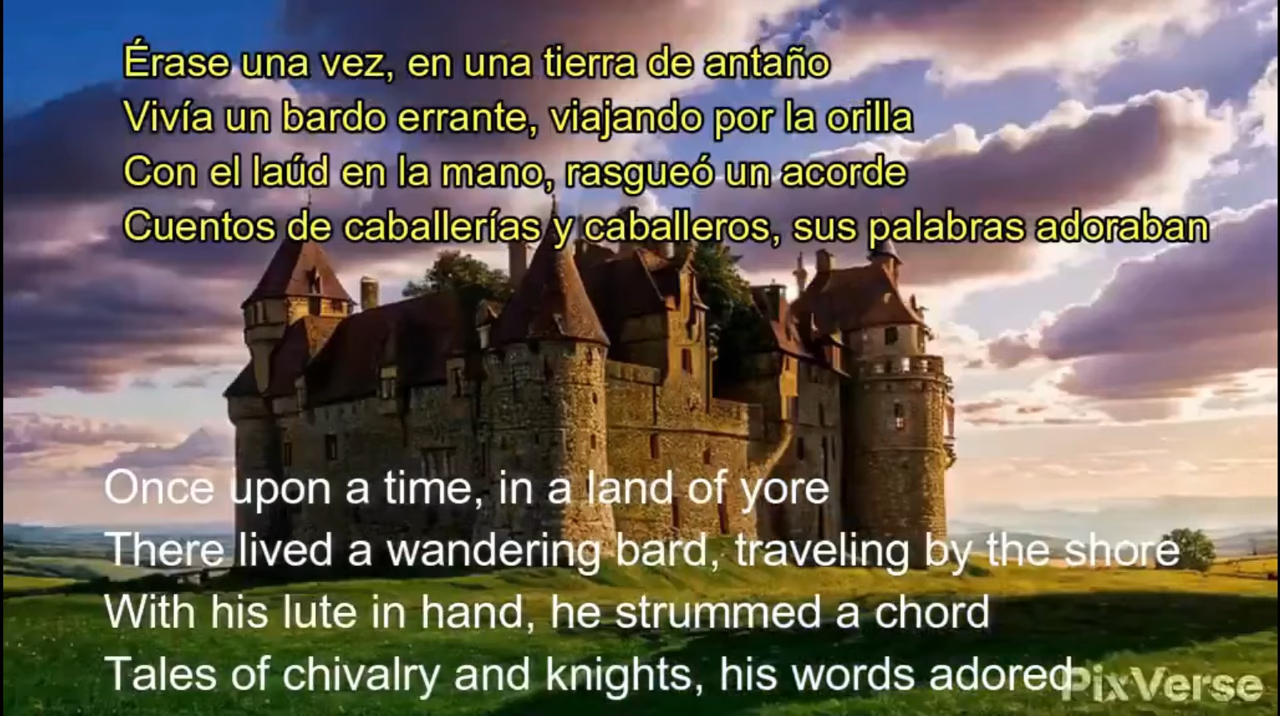 Érase una vez, en una tierra de antaño
Vivía un bardo errante, viajando por la orilla
Con el laúd en la mano, rasgueó un acorde
Cuentos de caballerías y caballeros, sus palabras adoraban
Once upon a time, in a land of yore
There lived a wandering bard, traveling by the shore
With his lute in hand, he strummed a chord
Tales of chivalry and knights, his words adored
PixVerse